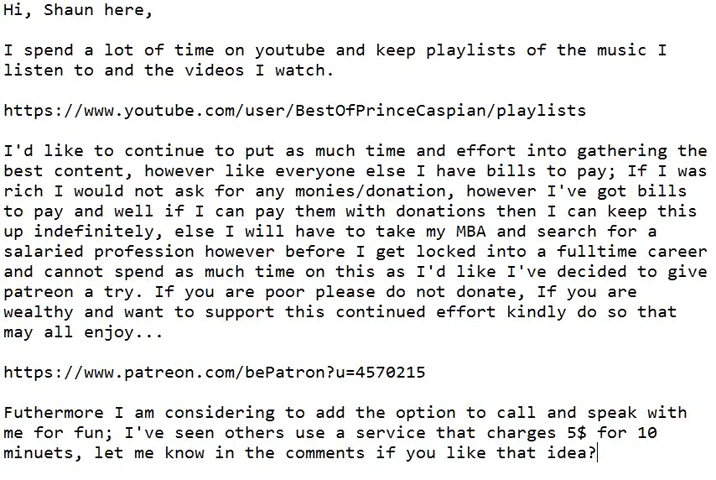 Hi, Shaun here,
I spend a lot of time on youtube and keep playlists of the music I
listen to and the videos I watch.
https://www.youtube.com/user/BestOfPrinceCaspian/playlists
I'd like to continue to put as much time and effort into gathering the
best content, however like everyone else I have bills to pay; If I was
rich I would not ask for any monies/donation, however I've got bills
to pay and well if I can pay them with donations then I can keep this
up indefinitely, else I will have to take my MBA and search for a
salaried profession however before I get locked into a fulltime career
and cannot spend as much time on this as I'd like I've decided to give
patreon a try. If you are poor please do not donate, If you are
wealthy and want to support this continued effort kindly do so that
may all enjoy...
https://www.patreon.com/bePatron?u=4570215
Futhermore I am considering to add the option to call and speak with
me for fun; I've seen others use a service that charges 5$ for 10
minuets, let me know in the comments if you like that idea?